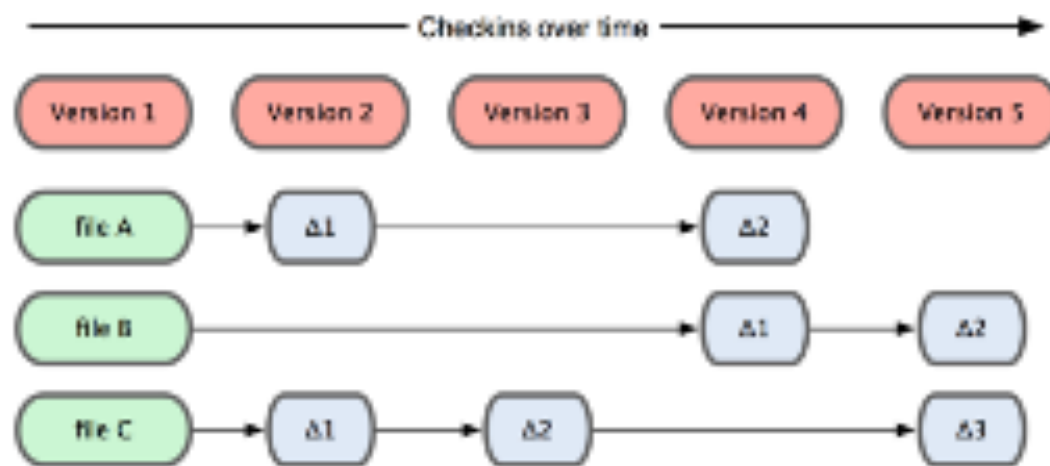 Checkins over time
Version 1 Version 2 Version 3 Version 4 Version 5
file A Δ1 Δ2
file B Δ1 Δ2
file C Δ1 Δ2 Δ3